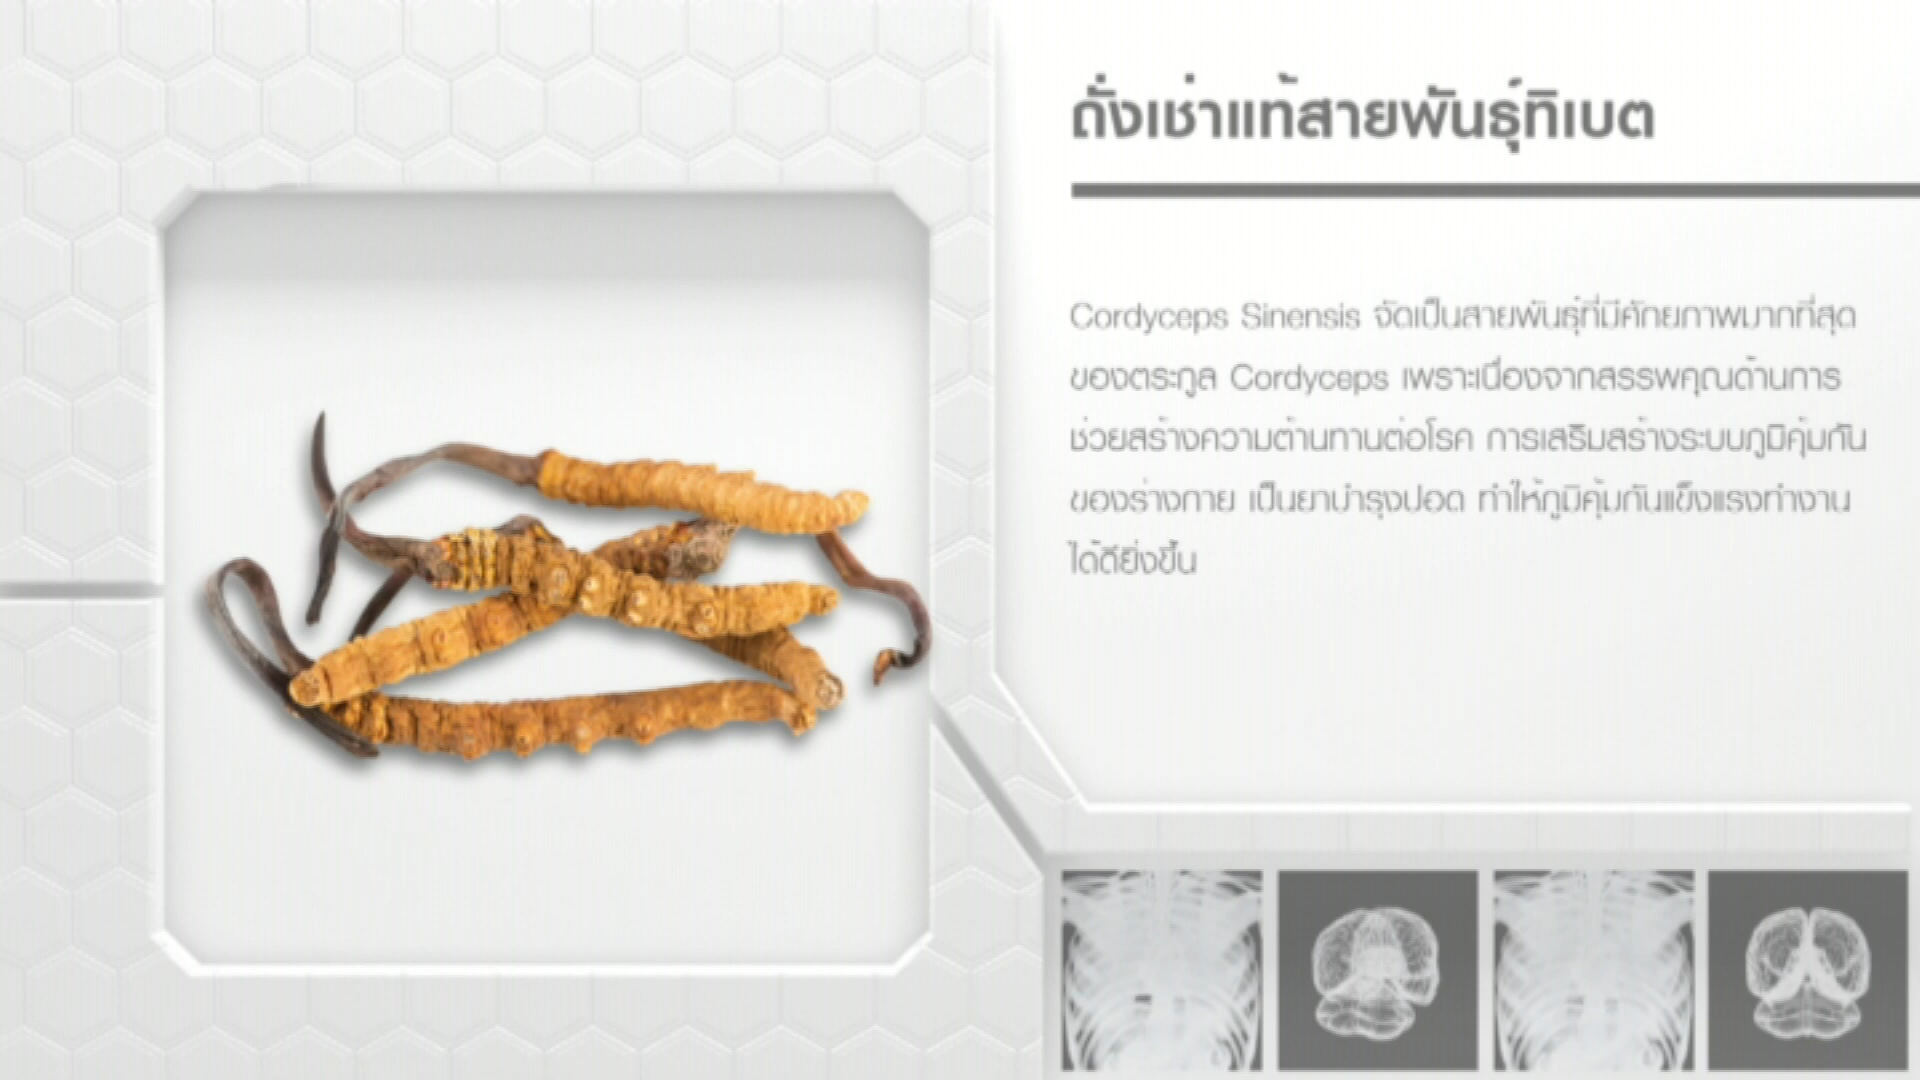 ถั่งเช่าแท้สายพันธุ์ทิเบต
Cordyceps Sinensis จัดเป็นสายพันธุ์ที่มีศักยภาพมากที่สุด
ของตระกูล Cordyceps เพราะเนื่องจากสรรพคุณด้านการ
ช่วยสร้างความต้านทานต่อโรค การเสริมสร้างระบบภูมิคุ้มกัน
ของร่างกาย เป็นยาบำรุงปอด ทำให้ภูมิคุ้มกันแข็งแรงทำงาน
ได้ดียิ่งขึ้น